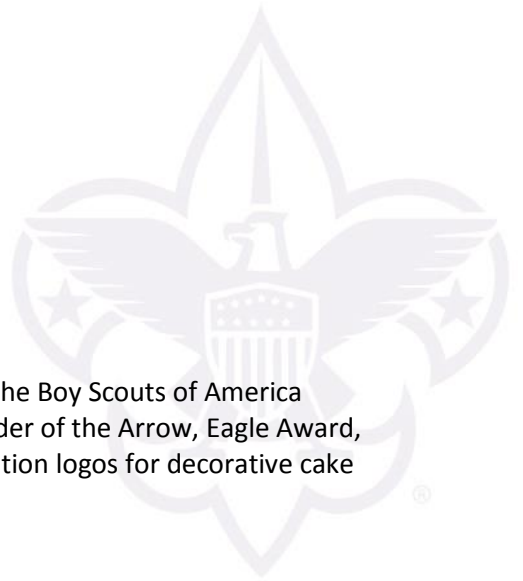 he Boy Scouts of America
der of the Arrow, Eagle Award,
tion logos for decorative cake
®